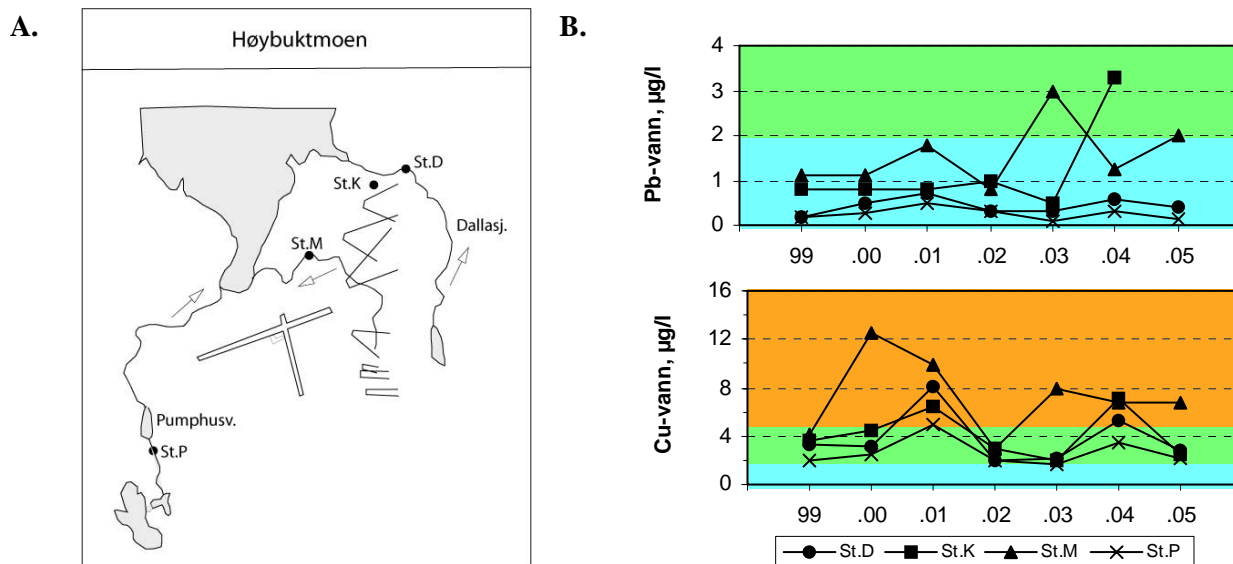 A.
Høybuktmoen
St.D
St.K
Dallasj.
St.M
Pumphusv.
St.P
B.
Pb-vann, µg/l
4
3
2
1
0
99 .00 .01 .02 .03 .04 .05
Cu-vann, µg/l
16
12
8
4
0
99 .00 .01 .02 .03 .04 .05
St.D St.K St.M St.P